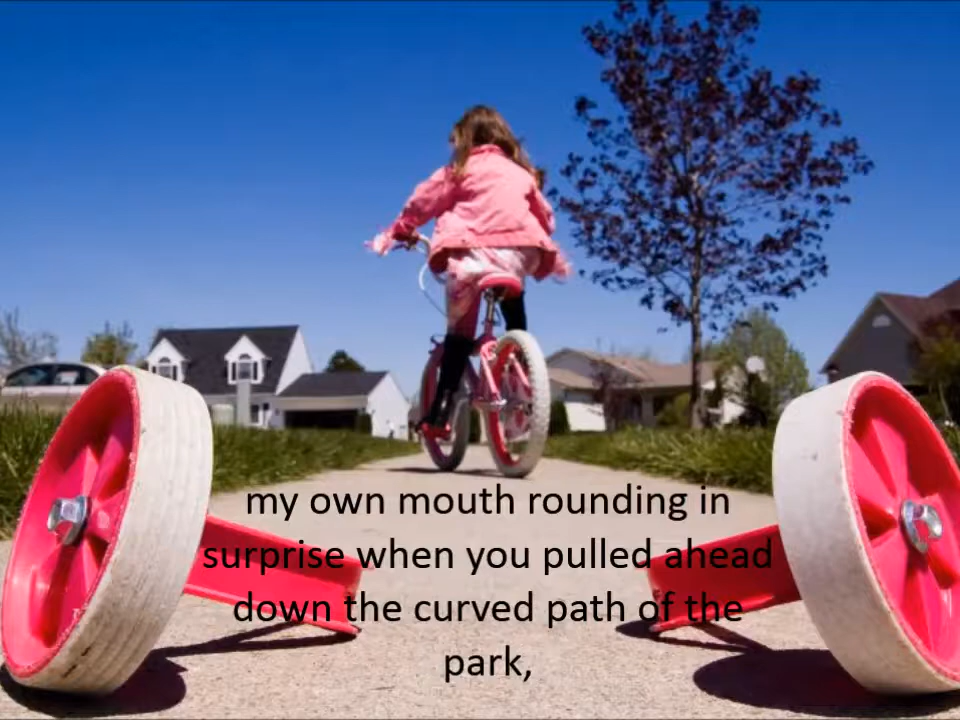 my own mouth rounding in
surprise when you pulled ahead
down the curved path of the
park,